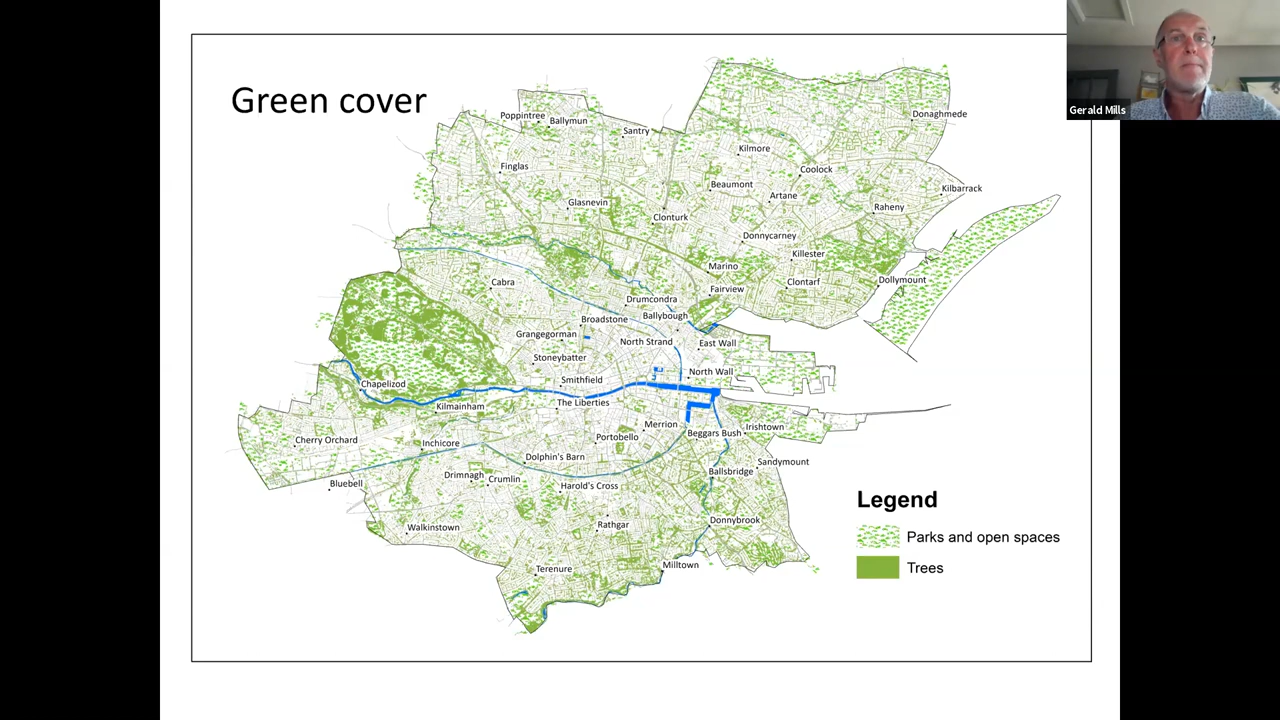 Green cover
Gerald Mills
Poppintree
Ballymun
Santry
Donaghmede
Kilmore
Finglas
Coolock
Beaumont
Kilbarrack
Artane
Glasnevin
Raheny
Clonturk
Donnycarney
Killester
Marino
Cabra
Clontarf
Dollymount
Fairview
Drumcondra
Broadstone
Ballybough
Grangegorman
North Strand
East Wall
Stoneybatter
North Wall
Chapelizod
Smithfield
Kilmainham
The Liberties
Merrion
Irishtown
Beggars Bush
Cherry Orchard
Inchicore
Portobello
Dolphin's Barn
Sandymount
Ballsbridge
Drimnagh
Crumlin
Bluebell
Harold's Cross
Walkinstown
Rathgar
Donnybrook
Terenure
Milltown
Legend
Parks and open spaces
Trees